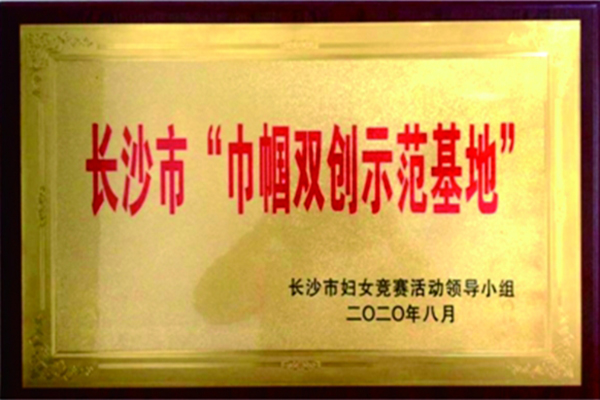 长沙市“巾帼双创示范基地”
长沙市妇女竞赛活动领导小组
二〇二〇年八月